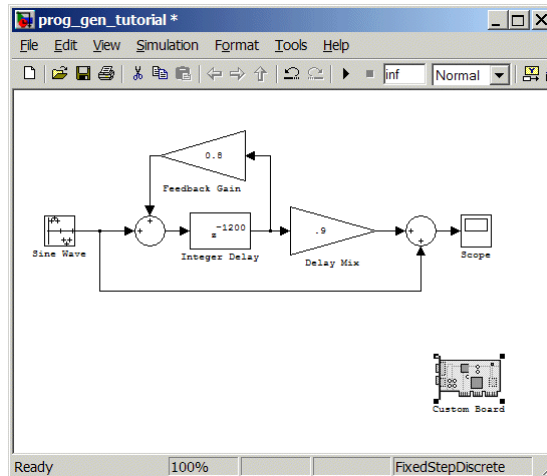 prog_gen_tutorial *
File Edit View Simulation Format Tools Help
inf Normal
0.8
Feedback Gain
Sine Wave
z^-1200
Integer Delay
.9
Delay Mix
Scope
Custom Board
Ready 100% FixedStepDiscrete